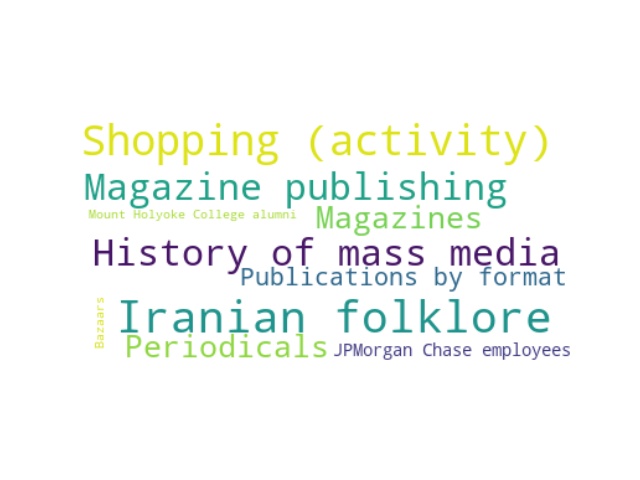 Shopping (activity)
Magazine publishing
Mount Holyoke College alumni
Magazines
History of mass media
Publications by format
Bazaars
Iranian folklore
Periodicals
JPMorgan Chase employees